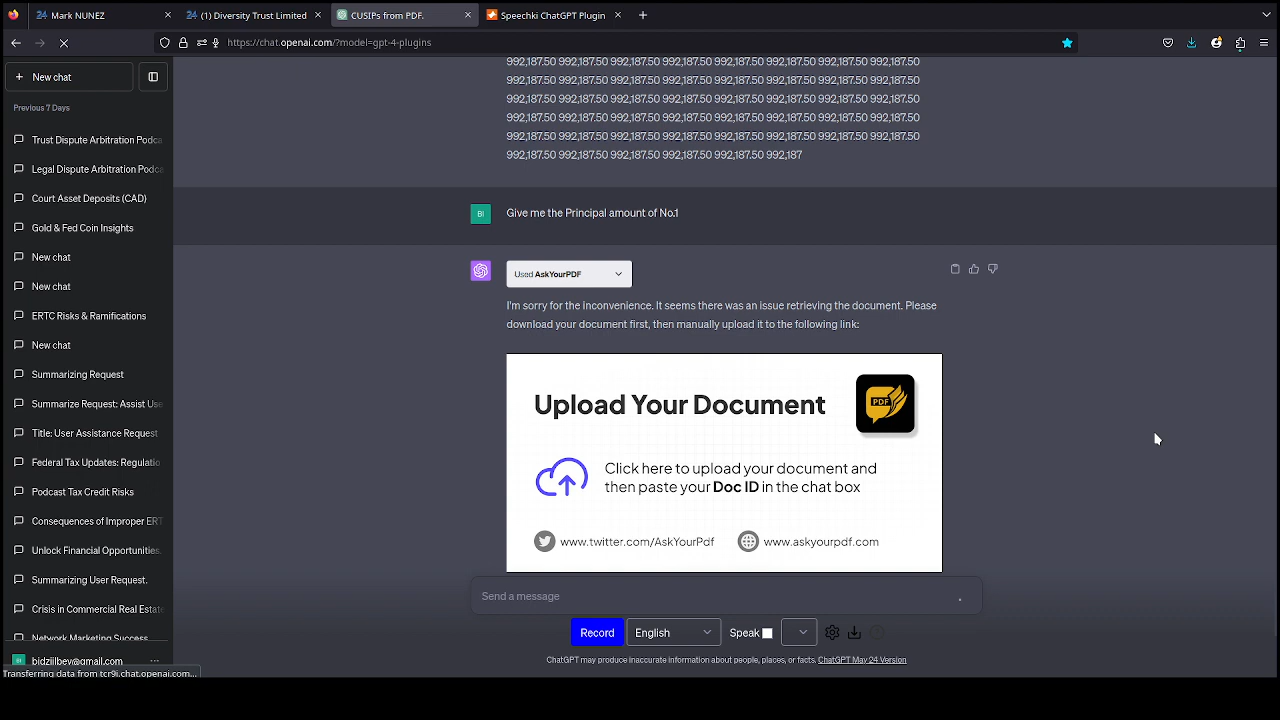 Mark NUNEZ
(1) Diversity Trust Limited
CUSIPs from PDF.
Speechki ChatGPT Plugin
https://chat.openai.com/?model=gpt-4-plugins
New chat
Previous 7 Days
Trust Dispute Arbitration Podca
Legal Dispute Arbitration Podca
Court Asset Deposits (CAD)
Gold & Fed Coin Insights
New chat
New chat
ERTC Risks & Ramifications
New chat
Summarizing Request
Summarize Request: Assist Use
Title: User Assistance Request
Federal Tax Updates: Regulatio
Podcast Tax Credit Risks
Consequences of Improper ERT
Unlock Financial Opportunities,
Summarizing User Request.
Crisis in Commercial Real Estate
Network Marketing Success
bidzillbey@gmail.com
Transferring data from tcr9i.chat.openai.com...
992,187.50 992,187.50 992,187.50 992,187.50 992,187.50 992,187.50 992,187.50 992,187.50
992,187.50 992,187.50 992,187.50 992,187.50 992,187.50 992,187.50 992,187.50 992,187.50
992,187.50 992,187.50 992,187.50 992,187.50 992,187.50 992,187.50 992,187.50 992,187.50
992,187.50 992,187.50 992,187.50 992,187.50 992,187.50 992,187.50 992,187.50 992,187.50
992,187.50 992,187.50 992,187.50 992,187.50 992,187.50 992,187.50 992,187.50 992,187.50
992,187.50 992,187.50 992,187.50 992,187.50 992,187.50 992,187
BI
Give me the Principal amount of No.1
Used AskYourPDF
I'm sorry for the inconvenience. It seems there was an issue retrieving the document. Please
download your document first, then manually upload it to the following link:
Upload Your Document
PDF
Click here to upload your document and
then paste your Doc ID in the chat box
www.twitter.com/AskYourPdf
www.askyourpdf.com
Send a message
Record
English
Speak
ChatGPT may produce inaccurate information about people, places, or facts. ChatGPT May 24 Version